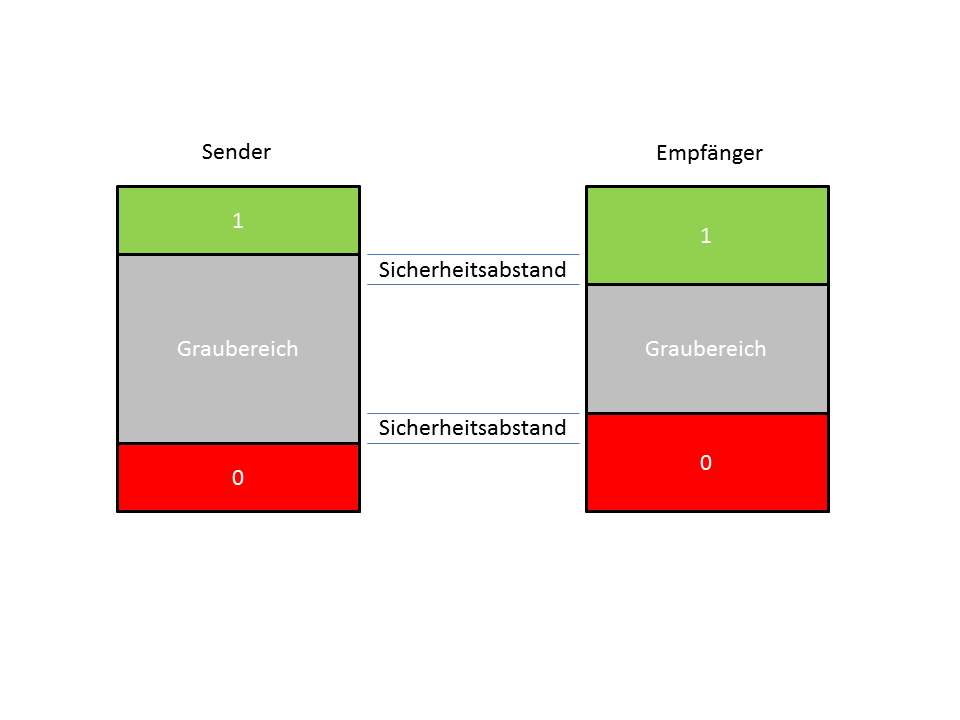 Sender
Empfänger
1
1
Sicherheitsabstand
Graubereich
Graubereich
Sicherheitsabstand
0
0